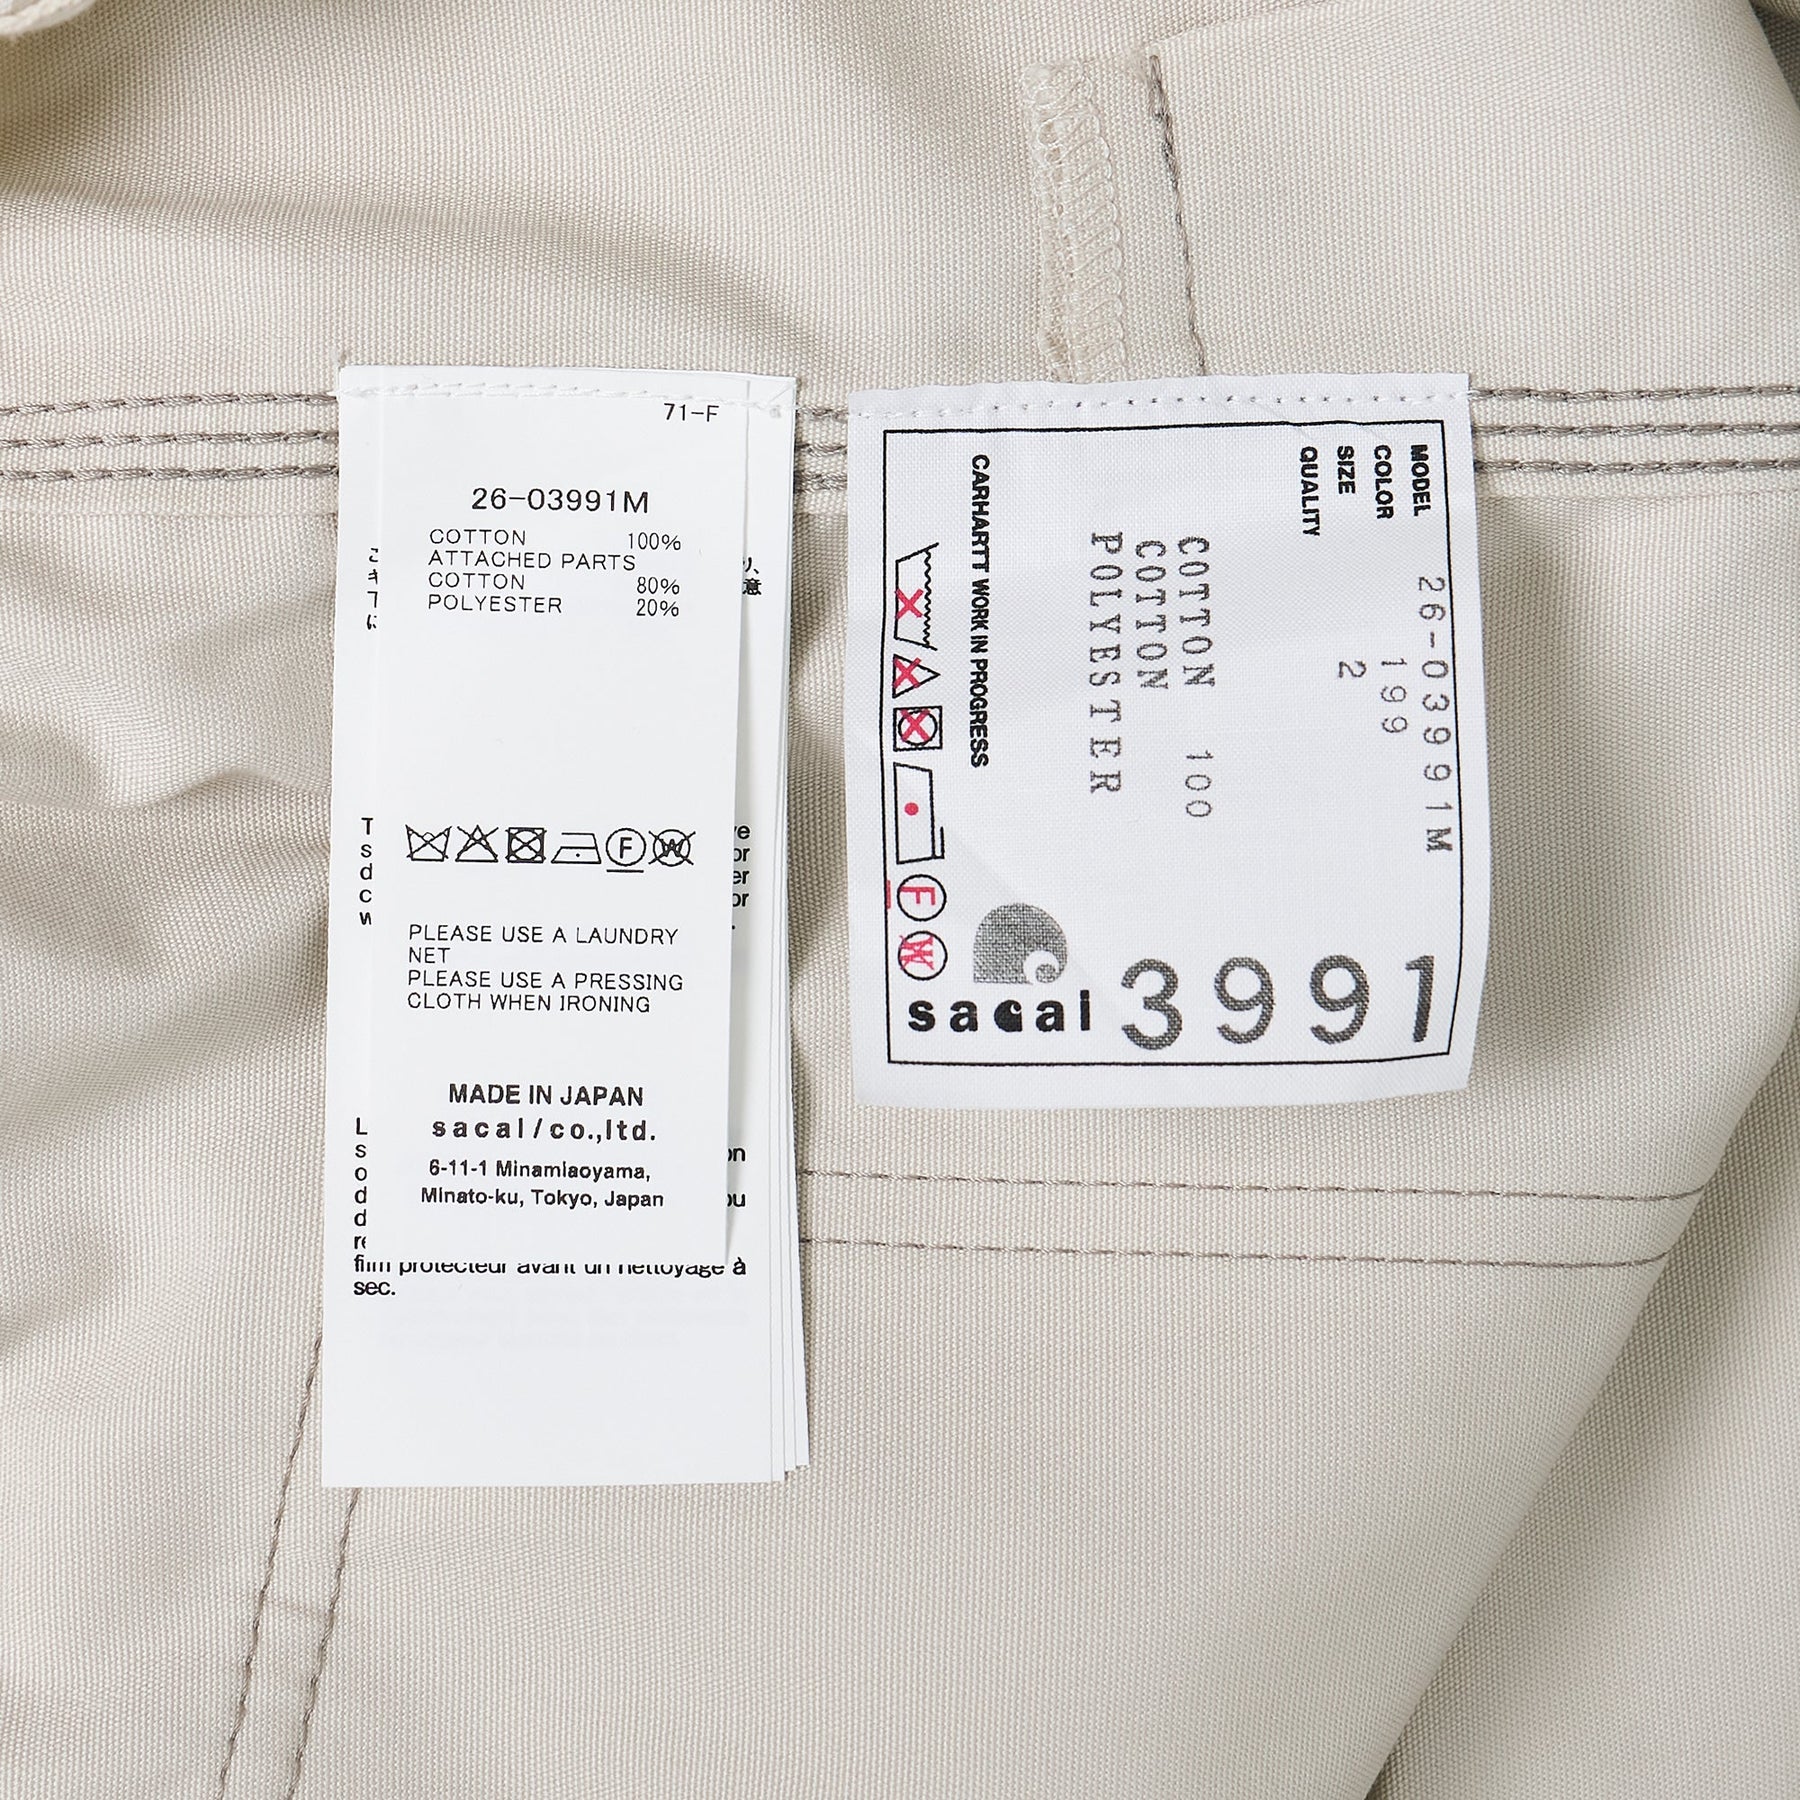 71-F
26-03991M
COTTON 100%
ATTACHED PARTS
COTTON 80%
POLYESTER 20%
F
W
PLEASE USE A LAUNDRY
NET
PLEASE USE A PRESSING
CLOTH WHEN IRONING
MADE IN JAPAN
sacai/co.,ltd.
6-11-1 Minamiaoyama,
Minato-ku, Tokyo, Japan
film protecteur avant un nettoyage à
sec.
MODEL 26-03991M
COLOR 199
SIZE 2
QUALITY
COTTON 100
COTTON
POLYESTER
CARHARTT WORK IN PROGRESS
F
W
sacai
3991